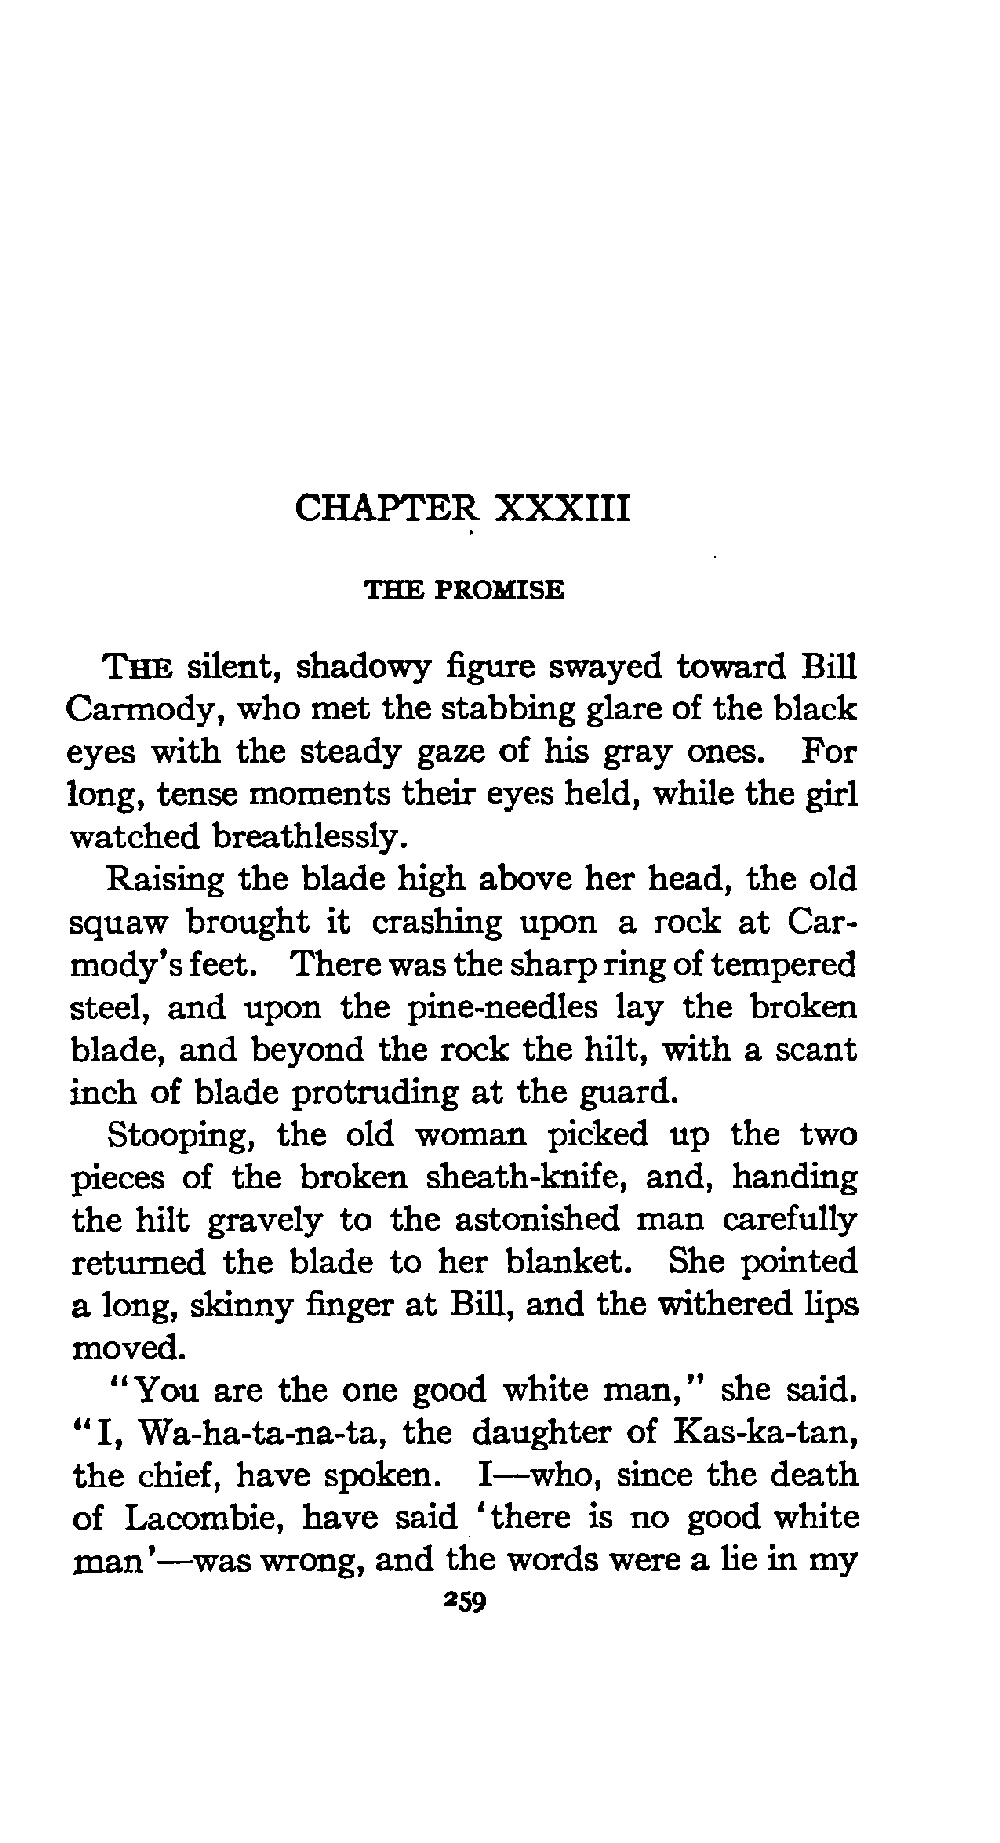 CHAPTER XXXIII
THE PROMISE
THE silent, shadowy figure swayed toward Bill
Carmody, who met the stabbing glare of the black
eyes with the steady gaze of his gray ones. For
long, tense moments their eyes held, while the girl
watched breathlessly.
Raising the blade high above her head, the old
squaw brought it crashing upon a rock at Car-
mody's feet. There was the sharp ring of tempered
steel, and upon the pine-needles lay the broken
blade, and beyond the rock the hilt, with a scant
inch of blade protruding at the guard.
Stooping, the old woman picked up the two
pieces of the broken sheath-knife, and, handing
the hilt gravely to the astonished man carefully
returned the blade to her blanket. She pointed
a long, skinny finger at Bill, and the withered lips
moved.
"You are the one good white man," she said.
"I, Wa-ha-ta-na-ta, the daughter of Kas-ka-tan,
the chief, have spoken. I—who, since the death
of Lacombie, have said 'there is no good white
man'—was wrong, and the words were a lie in my
259